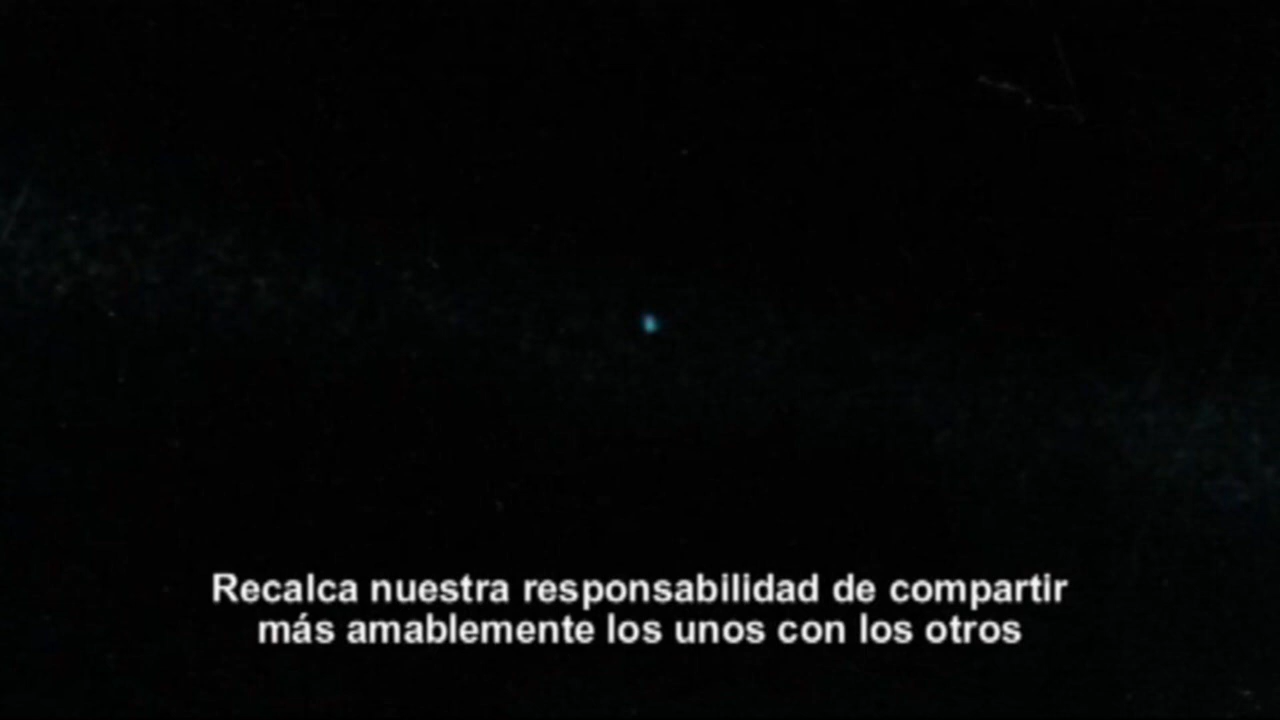 Recalca nuestra responsabilidad de compartir
más amablemente los unos con los otros